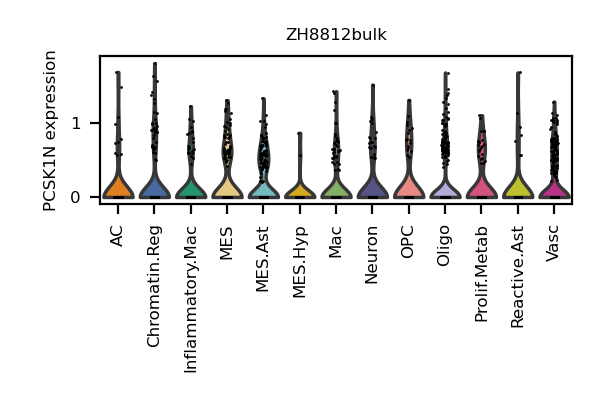 ZH8812bulk
PCSK1N expression
1
0
AC
Chromatin.Reg
Inflammatory.Mac
MES
MES.Ast
MES.Hyp
Mac
Neuron
OPC
Oligo
Prolif.Metab
Reactive.Ast
Vasc